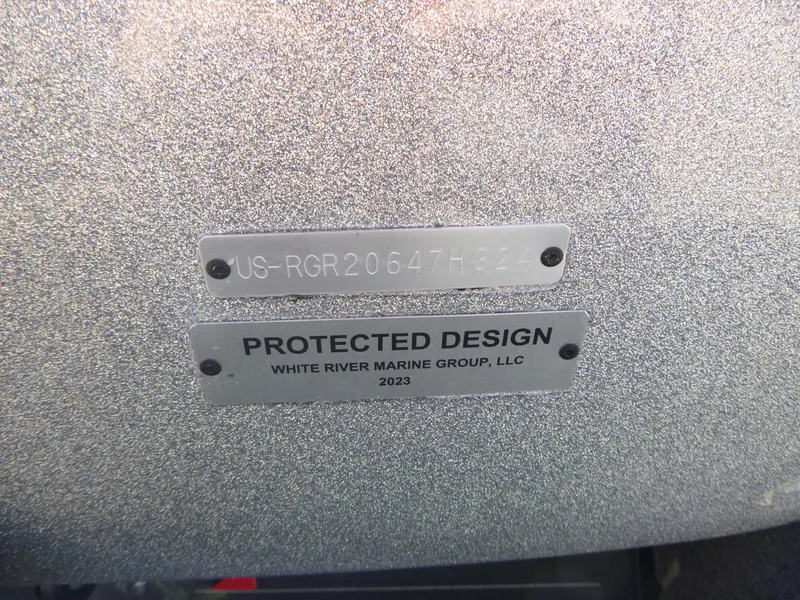 US-RGR20647H324
PROTECTED DESIGN
WHITE RIVER MARINE GROUP, LLC
2023